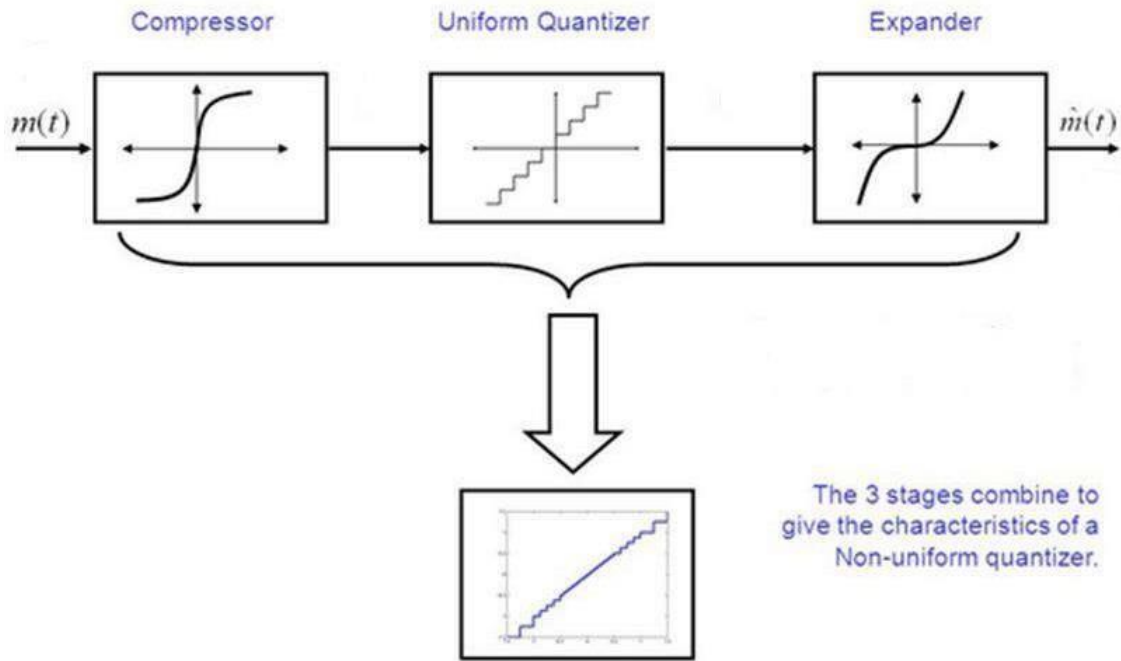 Compressor
Uniform Quantizer
Expander
m(t)
m̂(t)
The 3 stages combine to
give the characteristics of a
Non-uniform quantizer.